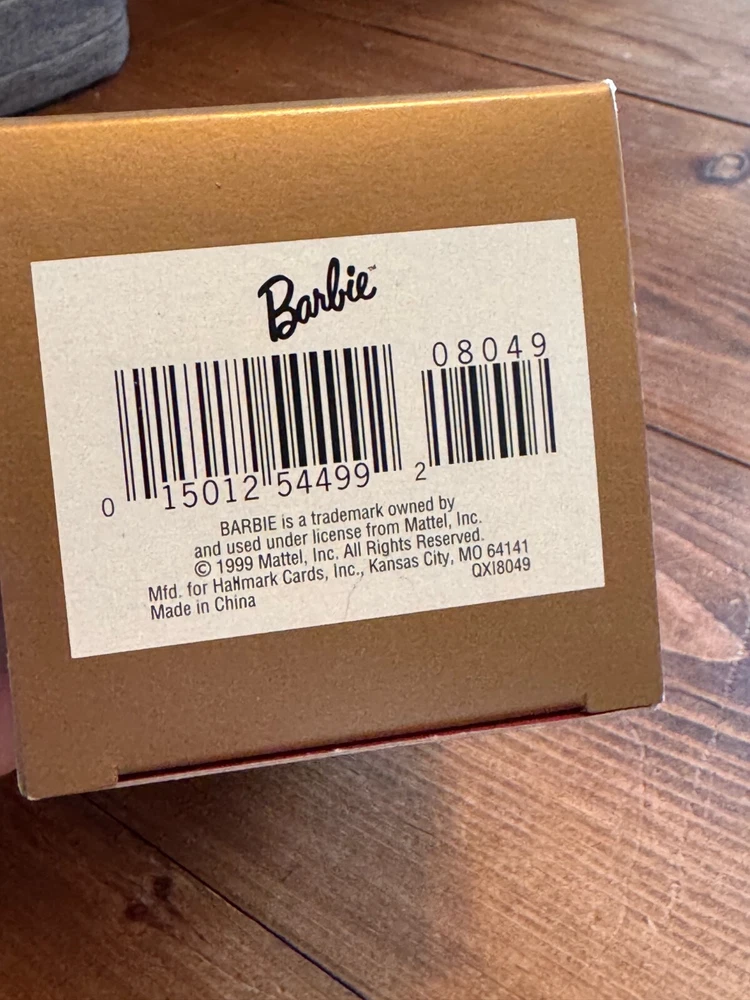 Barbie™
08049
0 15012 54499 2
BARBIE is a trademark owned by
and used under license from Mattel, Inc.
© 1999 Mattel, Inc. All Rights Reserved.
Mfd. for Hallmark Cards, Inc., Kansas City, MO 64141
Made in China
QXI8049